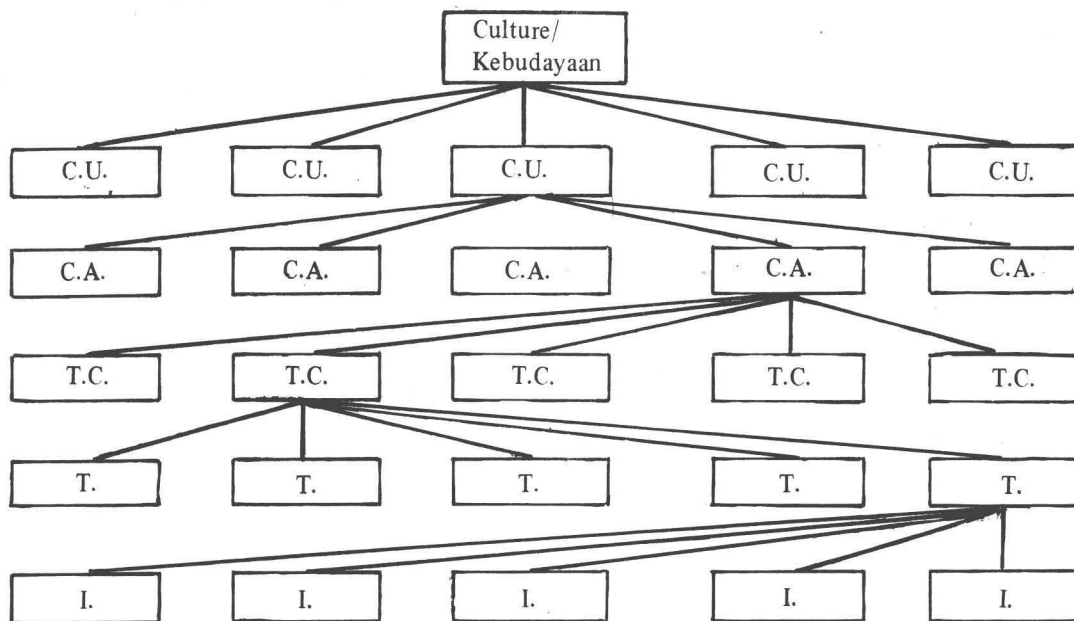 Culture/
Kebudayaan
C.U. C.U. C.U. C.U. C.U.
C.A. C.A. C.A. C.A. C.A.
T.C. T.C. T.C. T.C. T.C.
T. T. T. T. T.
I. I. I. I. I.